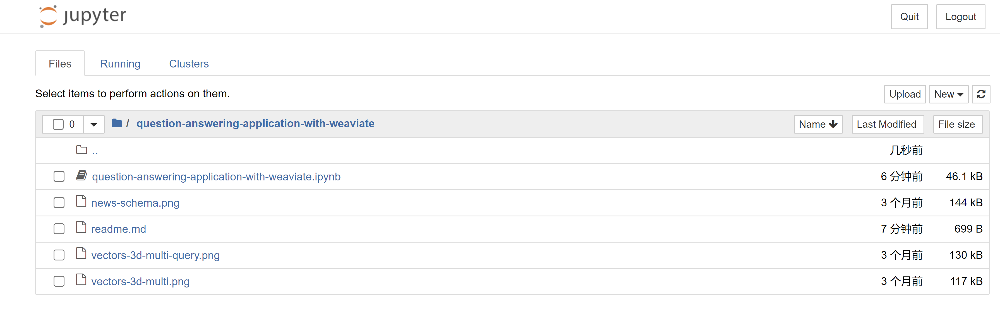 jupyter Quit Logout
Files Running Clusters
Select items to perform actions on them. Upload New
0 / question-answering-application-with-weaviate Name Last Modified File size
.. 几秒前
question-answering-application-with-weaviate.ipynb 6 分钟前 46.1 kB
news-schema.png 3 个月前 144 kB
readme.md 7 分钟前 699 B
vectors-3d-multi-query.png 3 个月前 130 kB
vectors-3d-multi.png 3 个月前 117 kB